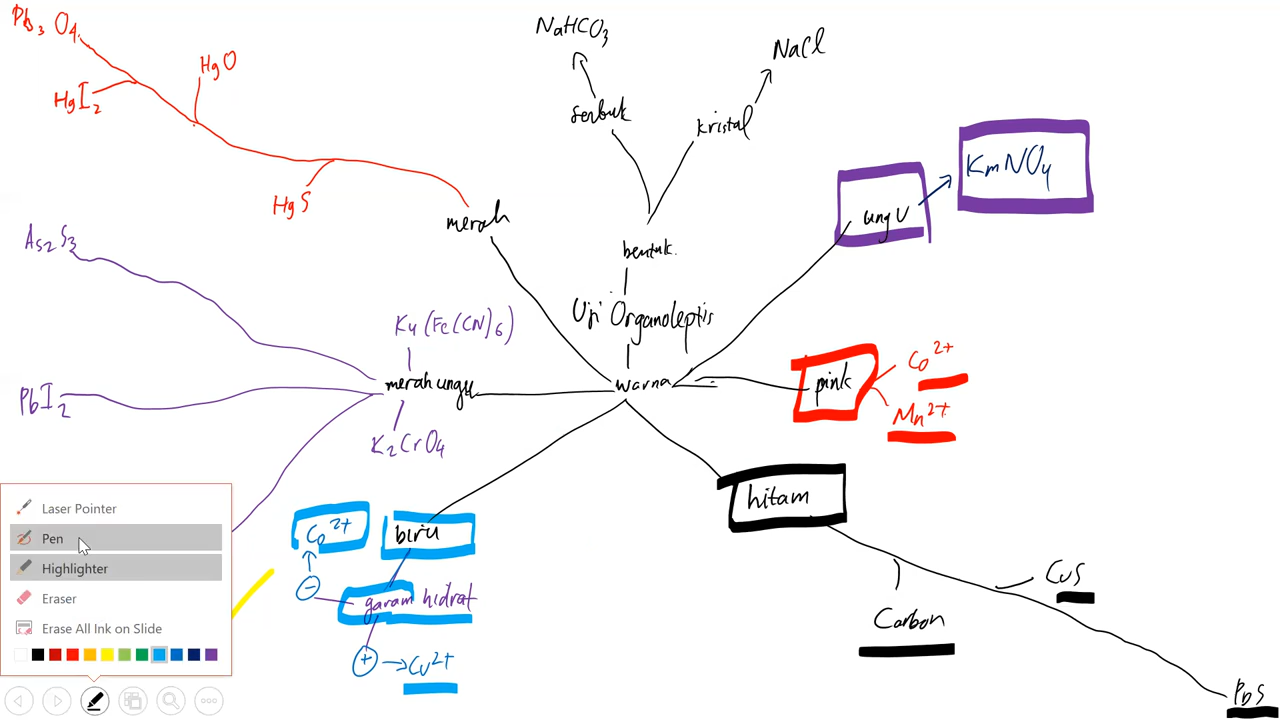 Pb3O4
NaHCO3
NaCl
HgO
HgI2
serbuk
kristal
KmNO4
HgS
merah
ungu
As2S3
bentuk.
Uji Organoleptis
K4(Fe(CN)6)
Co2+
merah ungu
warna
pink
PbI2
Mn2+
K2CrO4
hitam
Laser Pointer
Pen
Highlighter
Eraser
Erase All Ink on Slide
Co2+
biru
garam hidrat
Cu2+
CuS
Carbon
PbS